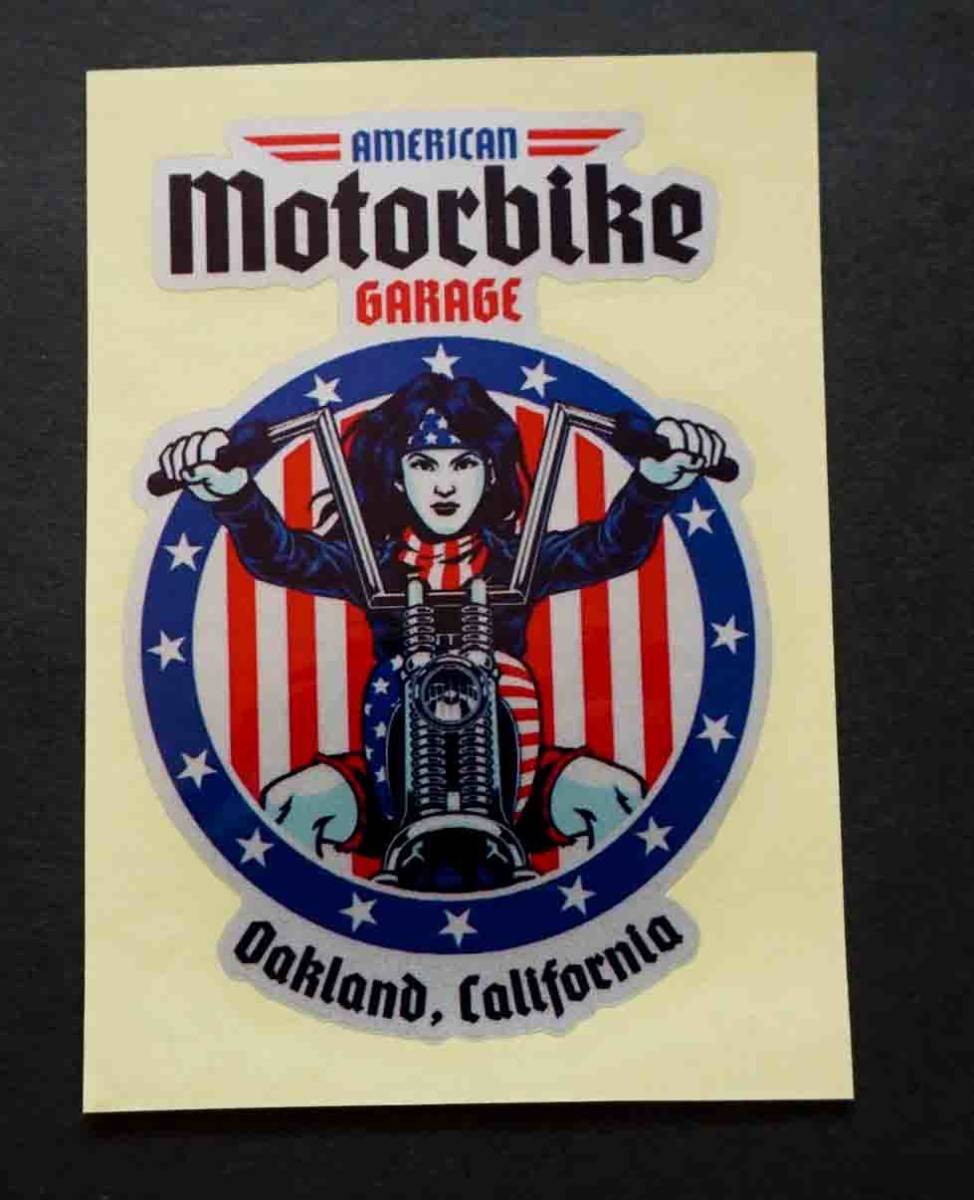 AMERICAN
Motorbike
GARAGE
Oakland, California